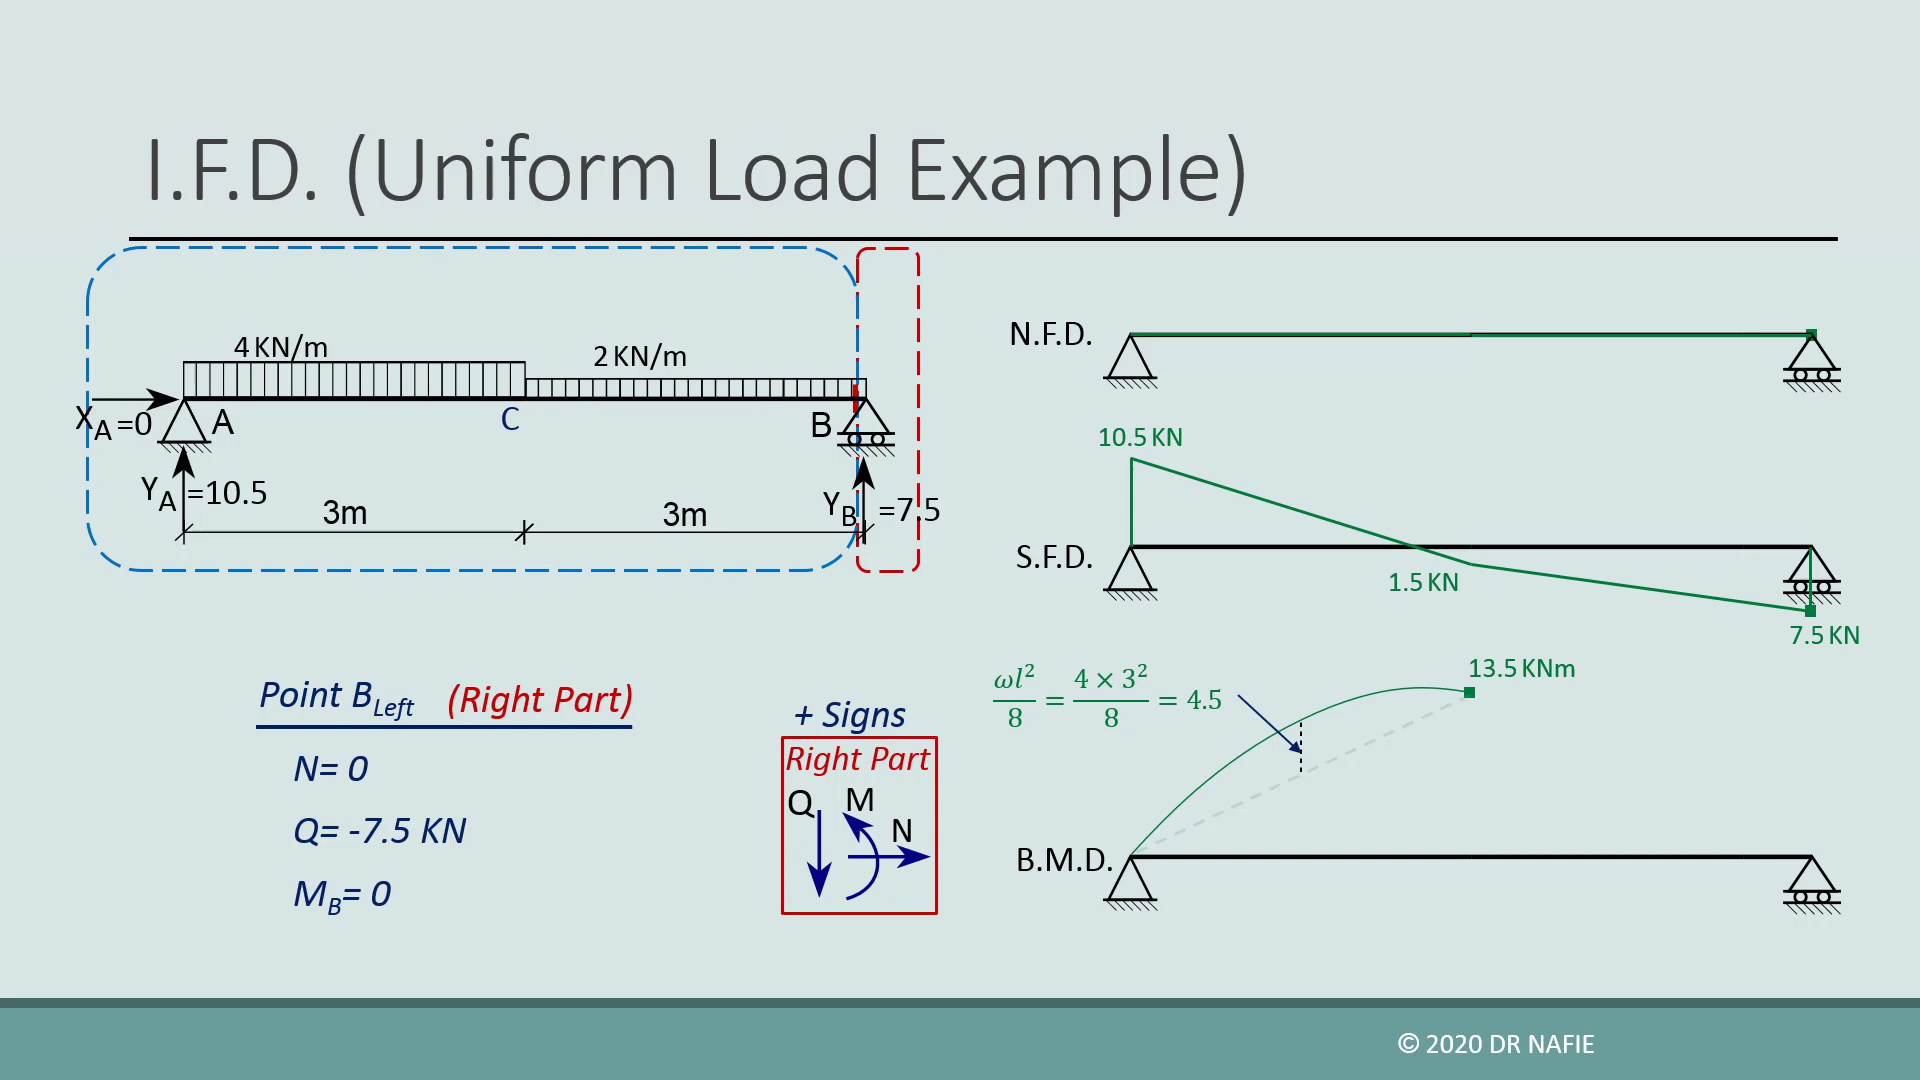 I.F.D. (Uniform Load Example)
4 KN/m
2 KN/m
X_A =0
A
C
B
Y_A =10.5
3m
3m
Y_B =7.5
N.F.D.
10.5 KN
S.F.D.
1.5 KN
7.5 KN
13.5 KNm
ωl²/8 = 4 × 3²/8 = 4.5
B.M.D.
Point B_Left (Right Part)
N= 0
Q= -7.5 KN
M_B= 0
+ Signs
Right Part
Q M
N
© 2020 DR NAFIE